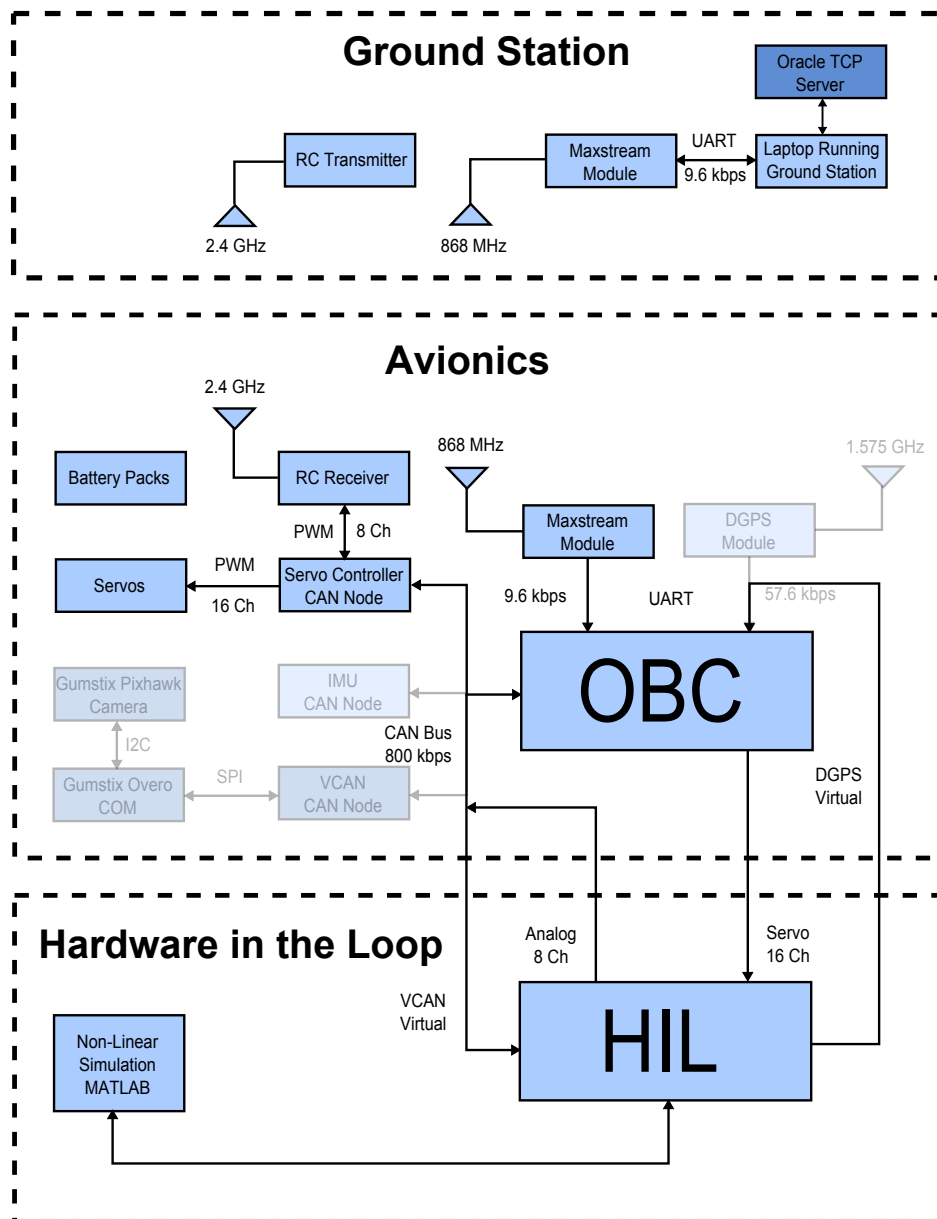 Ground Station
Oracle TCP
Server
RC Transmitter
Maxstream
Module
UART
9.6 kbps
Laptop Running
Ground Station
2.4 GHz
868 MHz
Avionics
2.4 GHz
868 MHz
1.575 GHz
Battery Packs
RC Receiver
PWM
8 Ch
Maxstream
Module
DGPS
Module
Servos
PWM
16 Ch
Servo Controller
CAN Node
9.6 kbps
UART
57.6 kbps
OBC
Gumstix Pixhawk
Camera
IMU
CAN Node
CAN Bus
800 kbps
I2C
Gumstix Overo
COM
SPI
VCAN
CAN Node
DGPS
Virtual
Hardware in the Loop
Analog
8 Ch
Servo
16 Ch
VCAN
Virtual
HIL
Non-Linear
Simulation
MATLAB